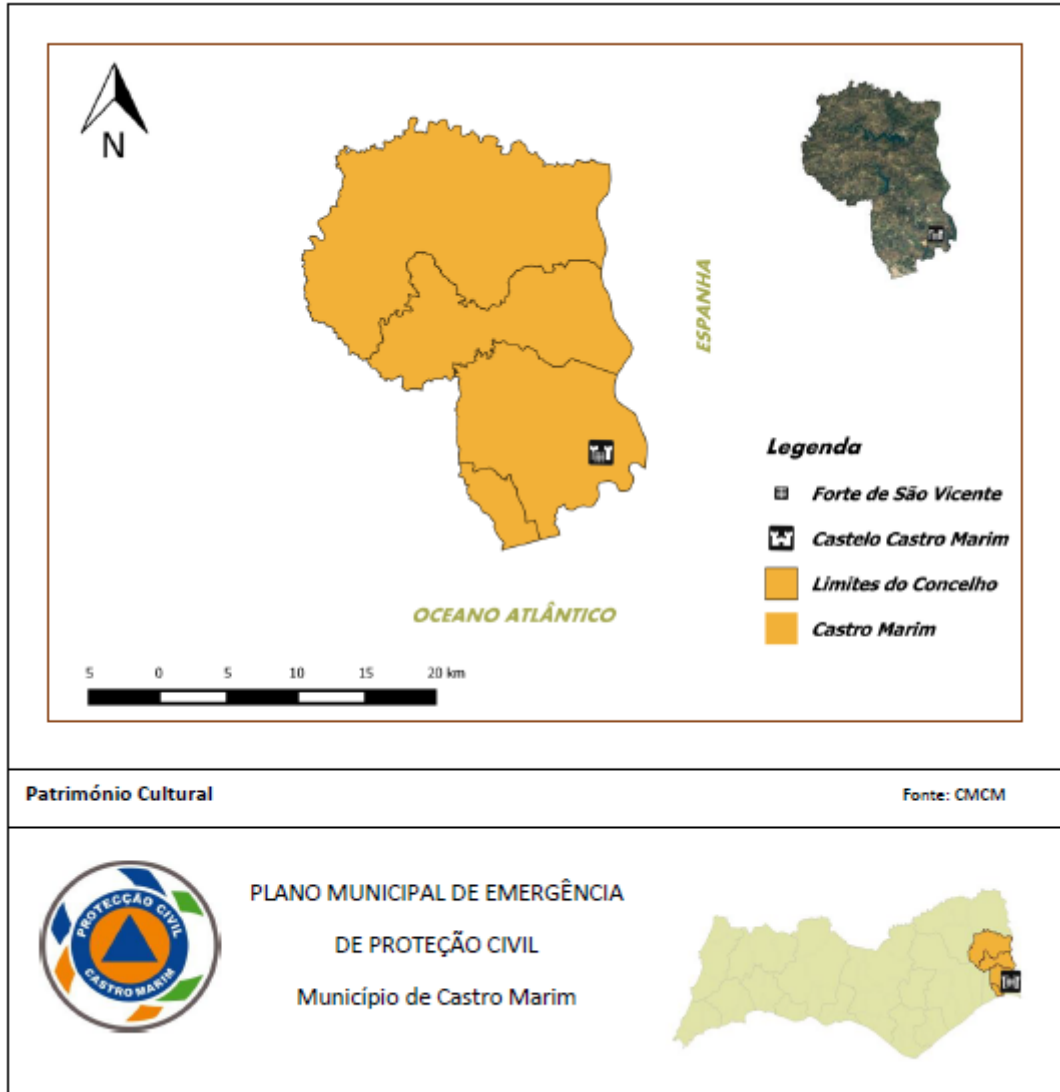 N
ESPANHA
Legenda
Forte de São Vicente
Castelo Castro Marim
Limites do Concelho
Castro Marim
OCEANO ATLÂNTICO
5 0 5 10 15 20 km
Património Cultural
Fonte: CMCM
PROTECÇÃO CIVIL
CASTRO MARIM
PLANO MUNICIPAL DE EMERGÊNCIA
DE PROTEÇÃO CIVIL
Município de Castro Marim